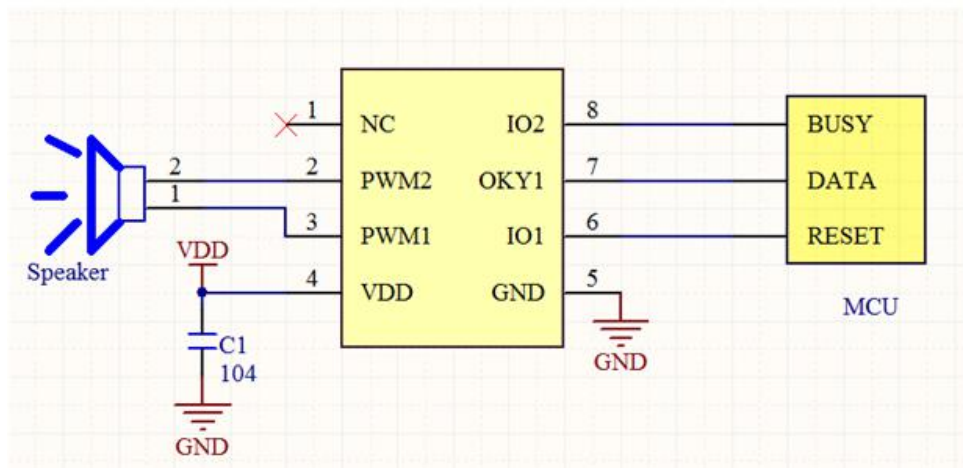 1
NC
IO2
8
BUSY
2
2
PWM2
OKY1
7
DATA
1
3
PWM1
IO1
6
RESET
VDD
Speaker
4
VDD
GND
5
MCU
C1
104
GND
GND